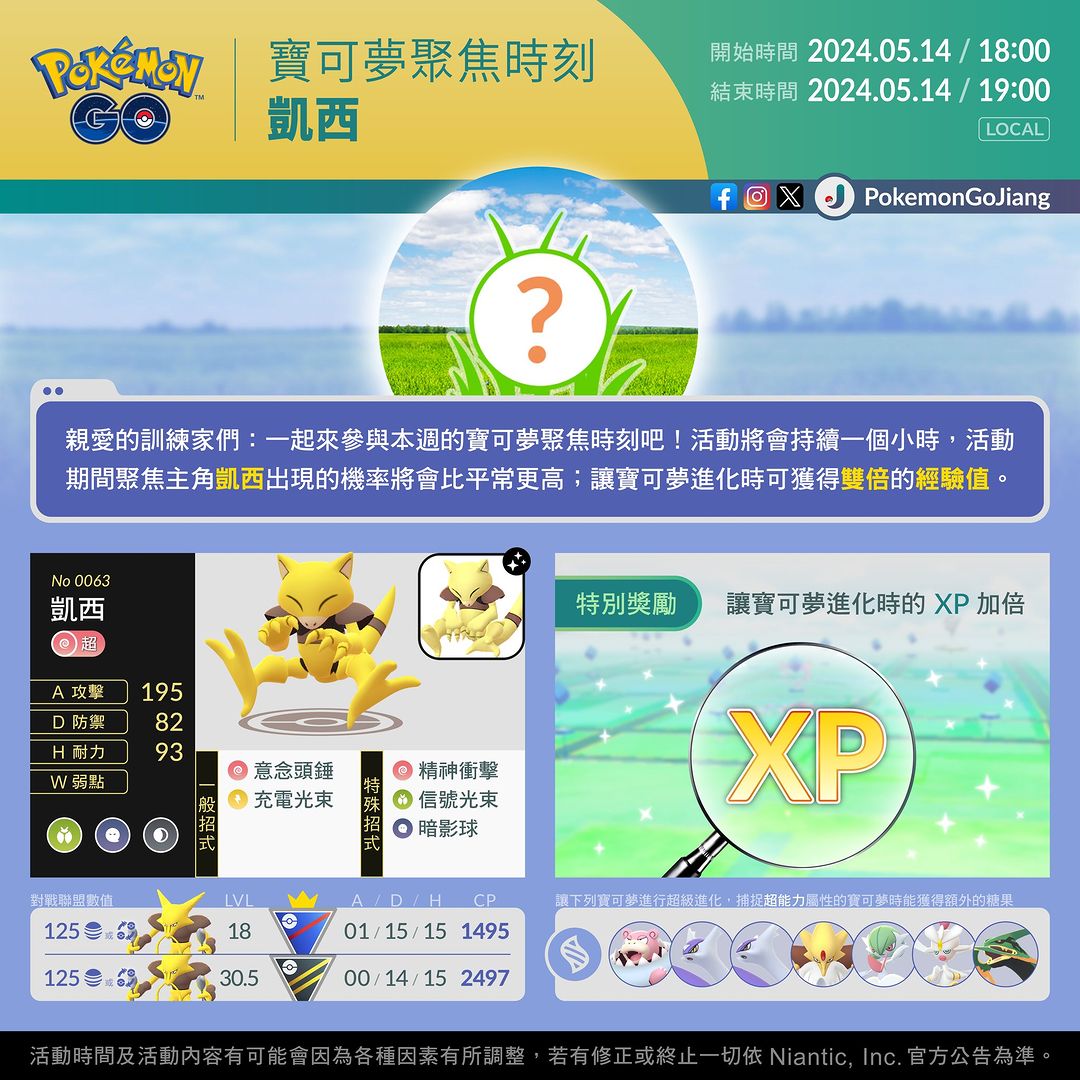 POKÉMON GO
TM
寶可夢聚焦時刻
凱西
開始時間 2024.05.14 / 18:00
結束時間 2024.05.14 / 19:00
LOCAL
PokemonGoJiang
?
親愛的訓練家們：一起來參與本週的寶可夢聚焦時刻吧！活動將會持續一個小時，活動
期間聚焦主角凱西出現的機率將會比平常更高；讓寶可夢進化時可獲得雙倍的經驗值。
No 0063
凱西
超
A 攻擊 195
D 防禦 82
H 耐力 93
W 弱點
一般招式
意念頭錘
充電光束
特殊招式
精神衝擊
信號光束
暗影球
特別獎勵
讓寶可夢進化時的 XP 加倍
XP
對戰聯盟數值 LVL A / D / H CP
125 或 18 01 / 15 / 15 1495
125 或 30.5 00 / 14 / 15 2497
讓下列寶可夢進行超級進化，捕捉超能力屬性的寶可夢時能獲得額外的糖果
活動時間及活動內容有可能會因為各種因素有所調整，若有修正或終止一切依 Niantic, Inc. 官方公告為準。